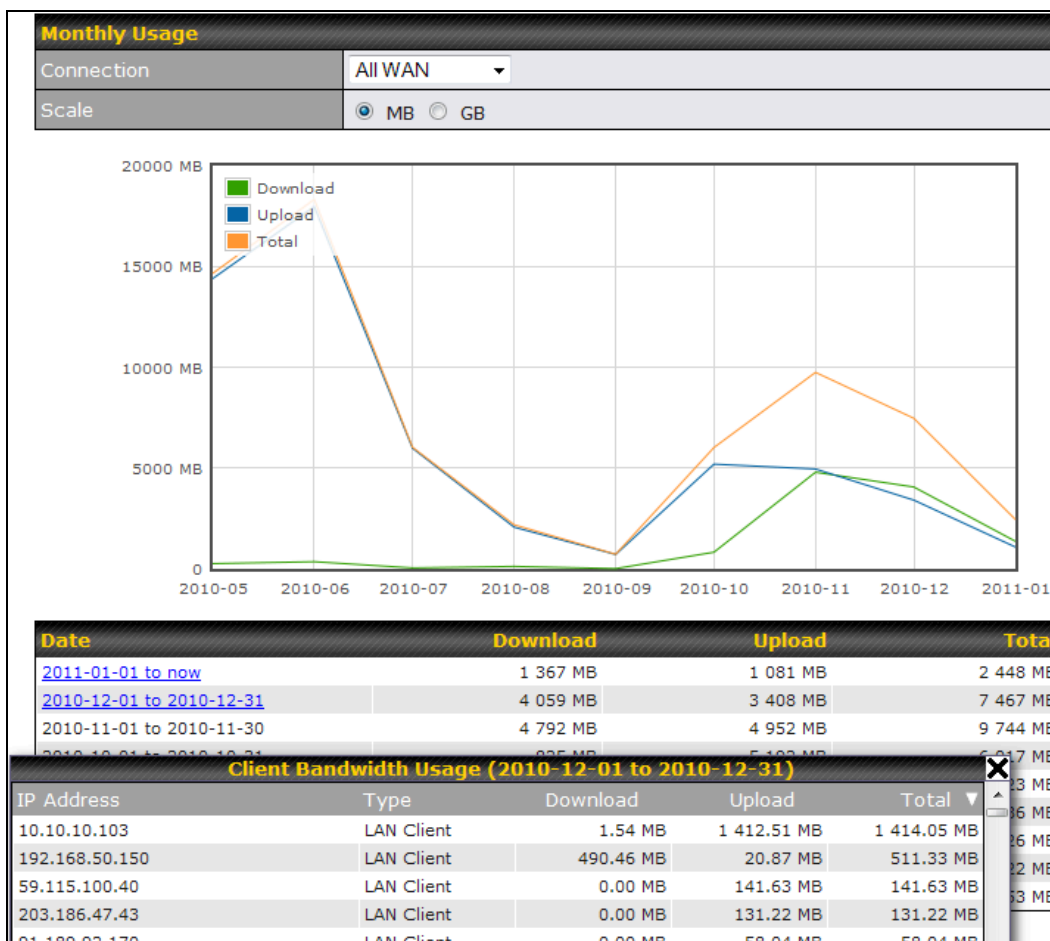 Monthly Usage
Connection All WAN
Scale MB GB
20000 MB
Download
Upload
Total
15000 MB
10000 MB
5000 MB
0
2010-05 2010-06 2010-07 2010-08 2010-09 2010-10 2010-11 2010-12 2011-01
Date Download Upload Tota
2011-01-01 to now 1 367 MB 1 081 MB 2 448 MB
2010-12-01 to 2010-12-31 4 059 MB 3 408 MB 7 467 MB
2010-11-01 to 2010-11-30 4 792 MB 4 952 MB 9 744 MB
Client Bandwidth Usage (2010-12-01 to 2010-12-31)
IP Address Type Download Upload Total ▼
10.10.10.103 LAN Client 1.54 MB 1 412.51 MB 1 414.05 MB
192.168.50.150 LAN Client 490.46 MB 20.87 MB 511.33 MB
59.115.100.40 LAN Client 0.00 MB 141.63 MB 141.63 MB
203.186.47.43 LAN Client 0.00 MB 131.22 MB 131.22 MB